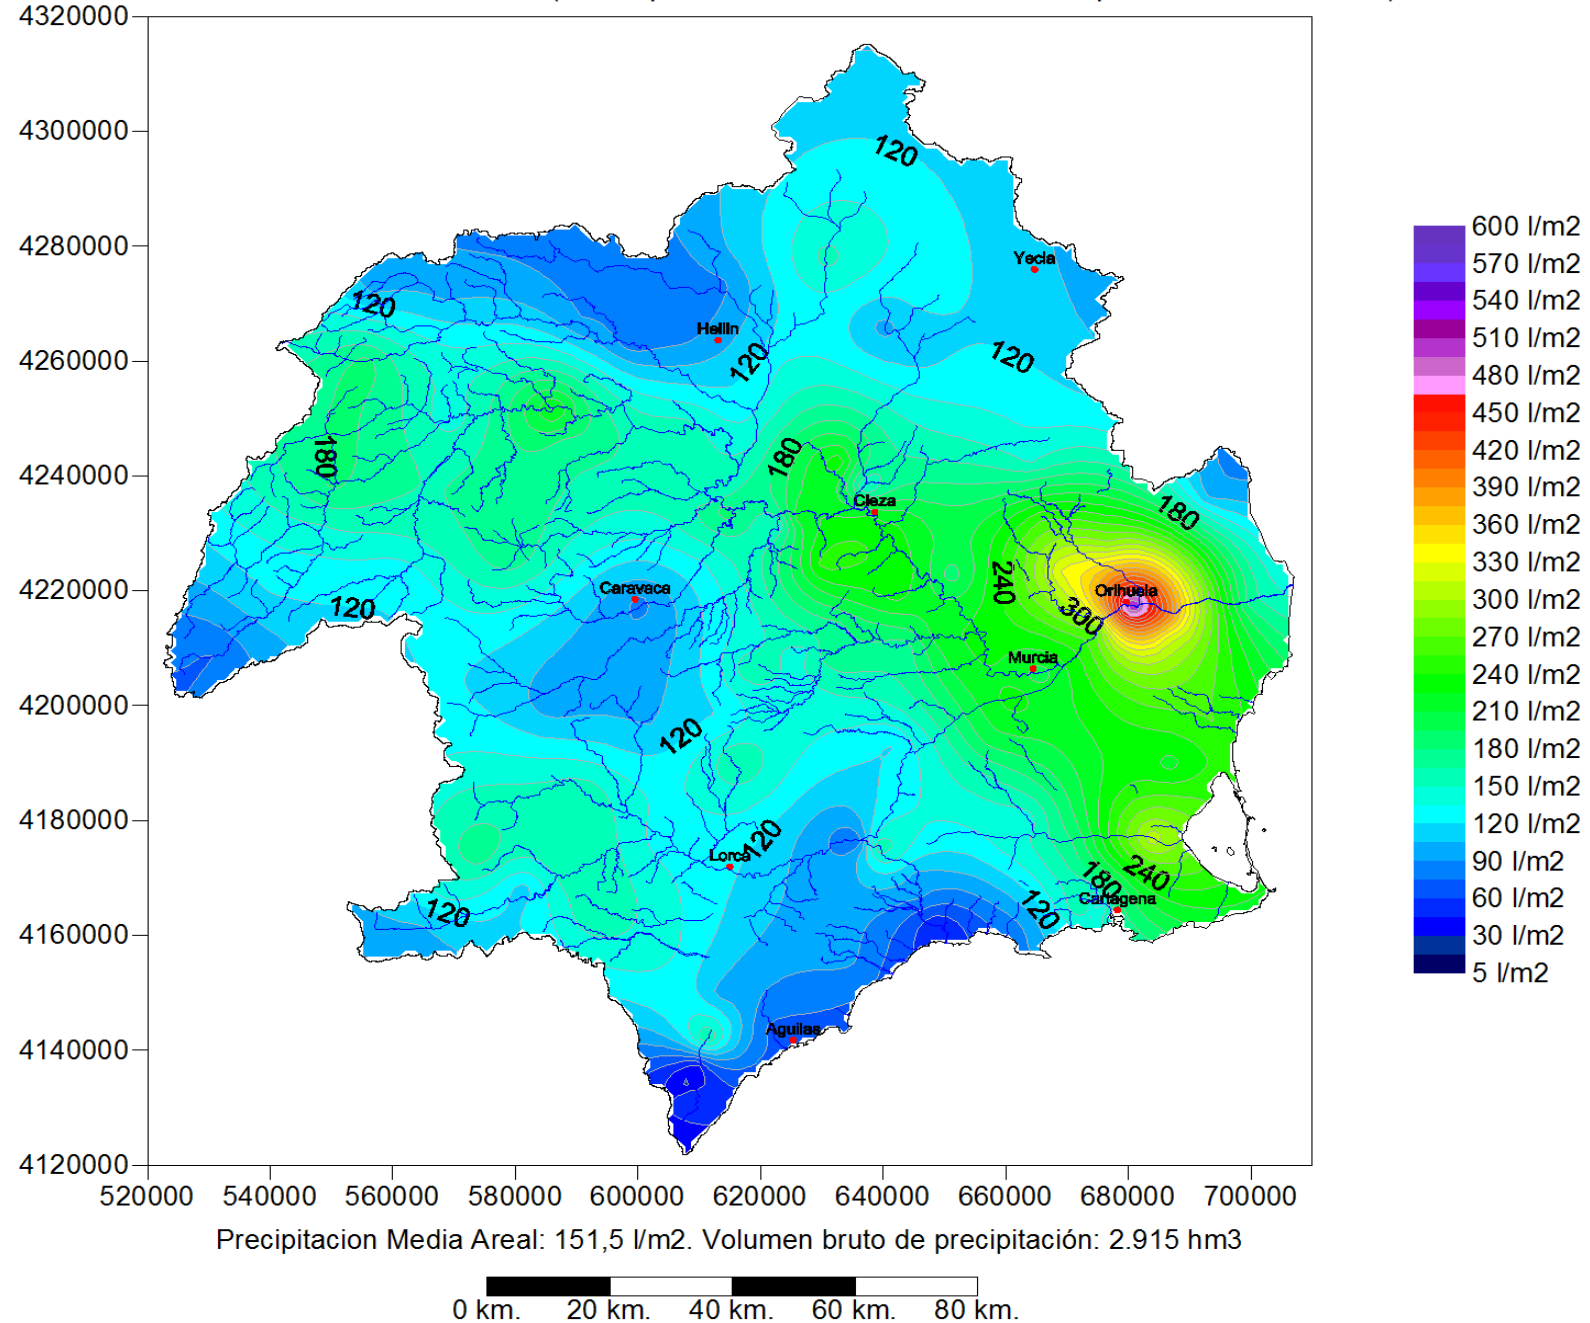 4320000
4300000
120
600 l/m2
4280000
Yecla
570 l/m2
540 l/m2
120
Hellin
510 l/m2
4260000
120
120
480 l/m2
450 l/m2
420 l/m2
180
180
4240000
390 l/m2
Cieza
180
360 l/m2
330 l/m2
4220000
Caravaca
240
Orihuela
300 l/m2
120
300
270 l/m2
Murcia
240 l/m2
4200000
210 l/m2
120
180 l/m2
150 l/m2
4180000
120
120 l/m2
Lorca
90 l/m2
180
240
Cartagena
60 l/m2
120
120
4160000
30 l/m2
5 l/m2
Aguilas
4140000
4120000
520000 540000 560000 580000 600000 620000 640000 660000 680000 700000
Precipitacion Media Areal: 151,5 l/m2. Volumen bruto de precipitación: 2.915 hm3
0 km. 20 km. 40 km. 60 km. 80 km.